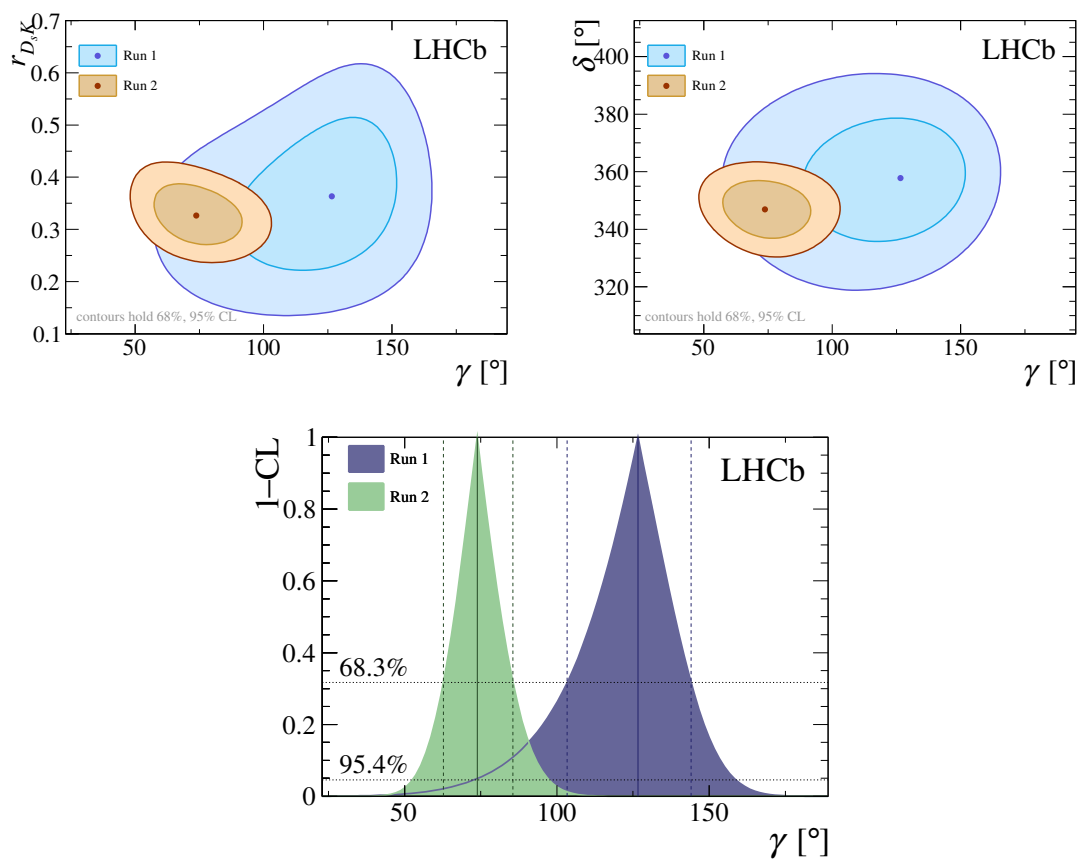 0.7
0.6
0.5
0.4
0.3
0.2
0.1
r_{D_sK}
Run 1
Run 2
LHCb
contours hold 68%, 95% CL
50 100 150
γ [°]
400
380
360
340
320
δ [°]
Run 1
Run 2
LHCb
contours hold 68%, 95% CL
50 100 150
γ [°]
1
0.8
0.6
0.4
0.2
0
1−CL
Run 1
Run 2
LHCb
68.3%
95.4%
50 100 150
γ [°]